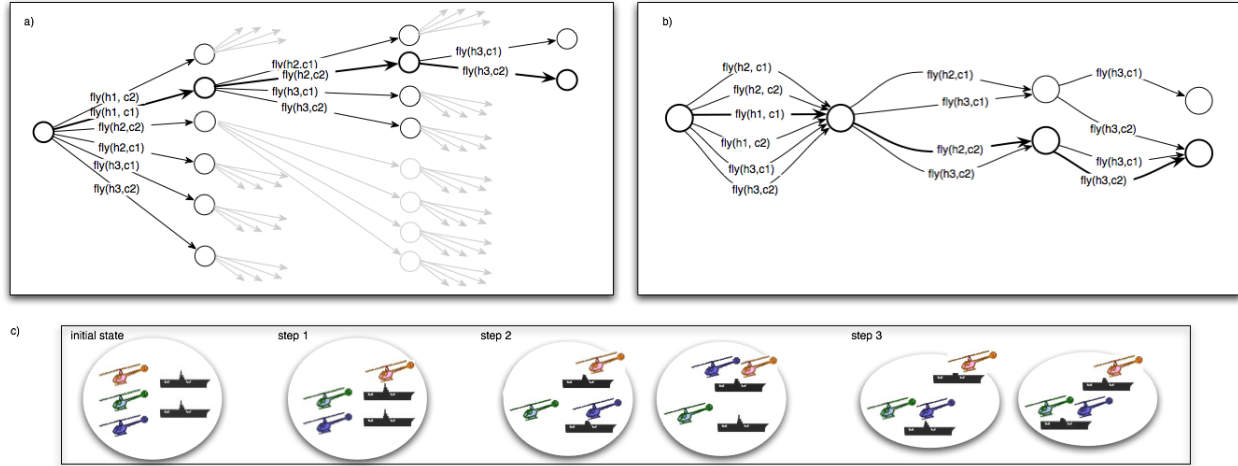 a)
fly(h1, c2)
fly(h1, c1)
fly(h2,c2)
fly(h2,c1)
fly(h3,c1)
fly(h3,c2)
fly(h2,c1)
fly(h2,c2)
fly(h3,c1)
fly(h3,c2)
fly(h3,c1)
fly(h3,c2)
b)
fly(h2, c1)
fly(h2, c2)
fly(h1, c1)
fly(h1, c2)
fly(h3,c1)
fly(h3,c2)
fly(h2,c1)
fly(h3,c1)
fly(h2,c2)
fly(h3,c2)
fly(h3,c1)
fly(h3,c2)
fly(h3,c1)
fly(h3,c2)
c)
initial state
step 1
step 2
step 3